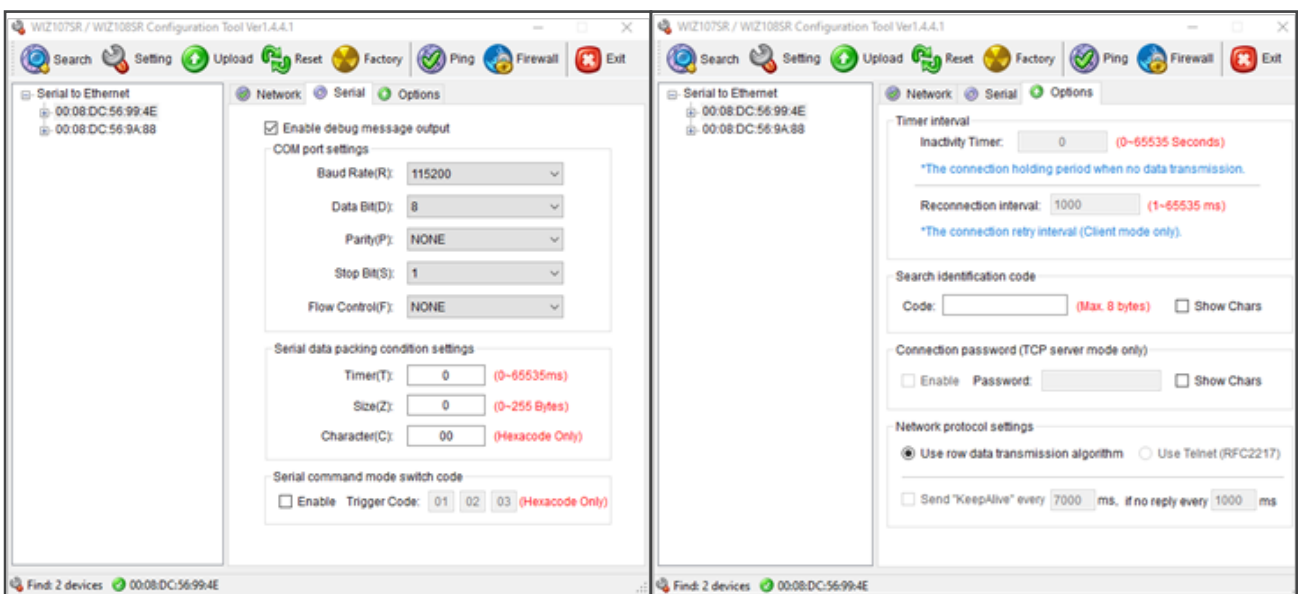 WIZ107SR / WIZ108SR Configuration Tool Ver1.4.4.1
Search Setting Upload Reset Factory Ping Firewall Exit
Serial to Ethernet
00:08:DC:56:99:4E
00:08:DC:56:9A:88
Network Serial Options
Enable debug message output
COM port settings
Baud Rate(R): 115200
Data Bit(D): 8
Parity(P): NONE
Stop Bit(S): 1
Flow Control(F): NONE
Serial data packing condition settings
Timer(T): 0 (0~65535ms)
Size(Z): 0 (0~255 Bytes)
Character(C): 00 (Hexacode Only)
Serial command mode switch code
Enable Trigger Code: 01 02 03 (Hexacode Only)
Find: 2 devices 00:08:DC:56:99:4E
WIZ107SR / WIZ108SR Configuration Tool Ver1.4.4.1
Search Setting Upload Reset Factory Ping Firewall Exit
Serial to Ethernet
00:08:DC:56:99:4E
00:08:DC:56:9A:88
Network Serial Options
Timer interval
Inactivity Timer: 0 (0~65535 Seconds)
*The connection holding period when no data transmission.
Reconnection interval: 1000 (1~65535 ms)
*The connection retry interval (Client mode only).
Search identification code
Code: (Max. 8 bytes) Show Chars
Connection password (TCP server mode only)
Enable Password: Show Chars
Network protocol settings
Use row data transmission algorithm Use Telnet (RFC2217)
Send "KeepAlive" every 7000 ms, if no reply every 1000 ms
Find: 2 devices 00:08:DC:56:99:4E